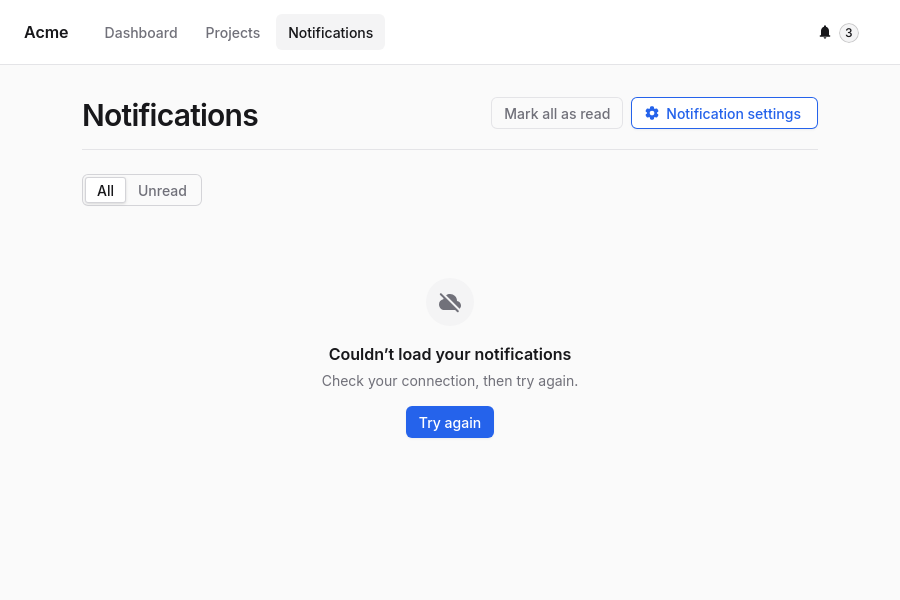 Acme
Dashboard
Projects
Notifications
3
Notifications
Mark all as read
Notification settings
All
Unread
Couldn’t load your notifications
Check your connection, then try again.
Try again